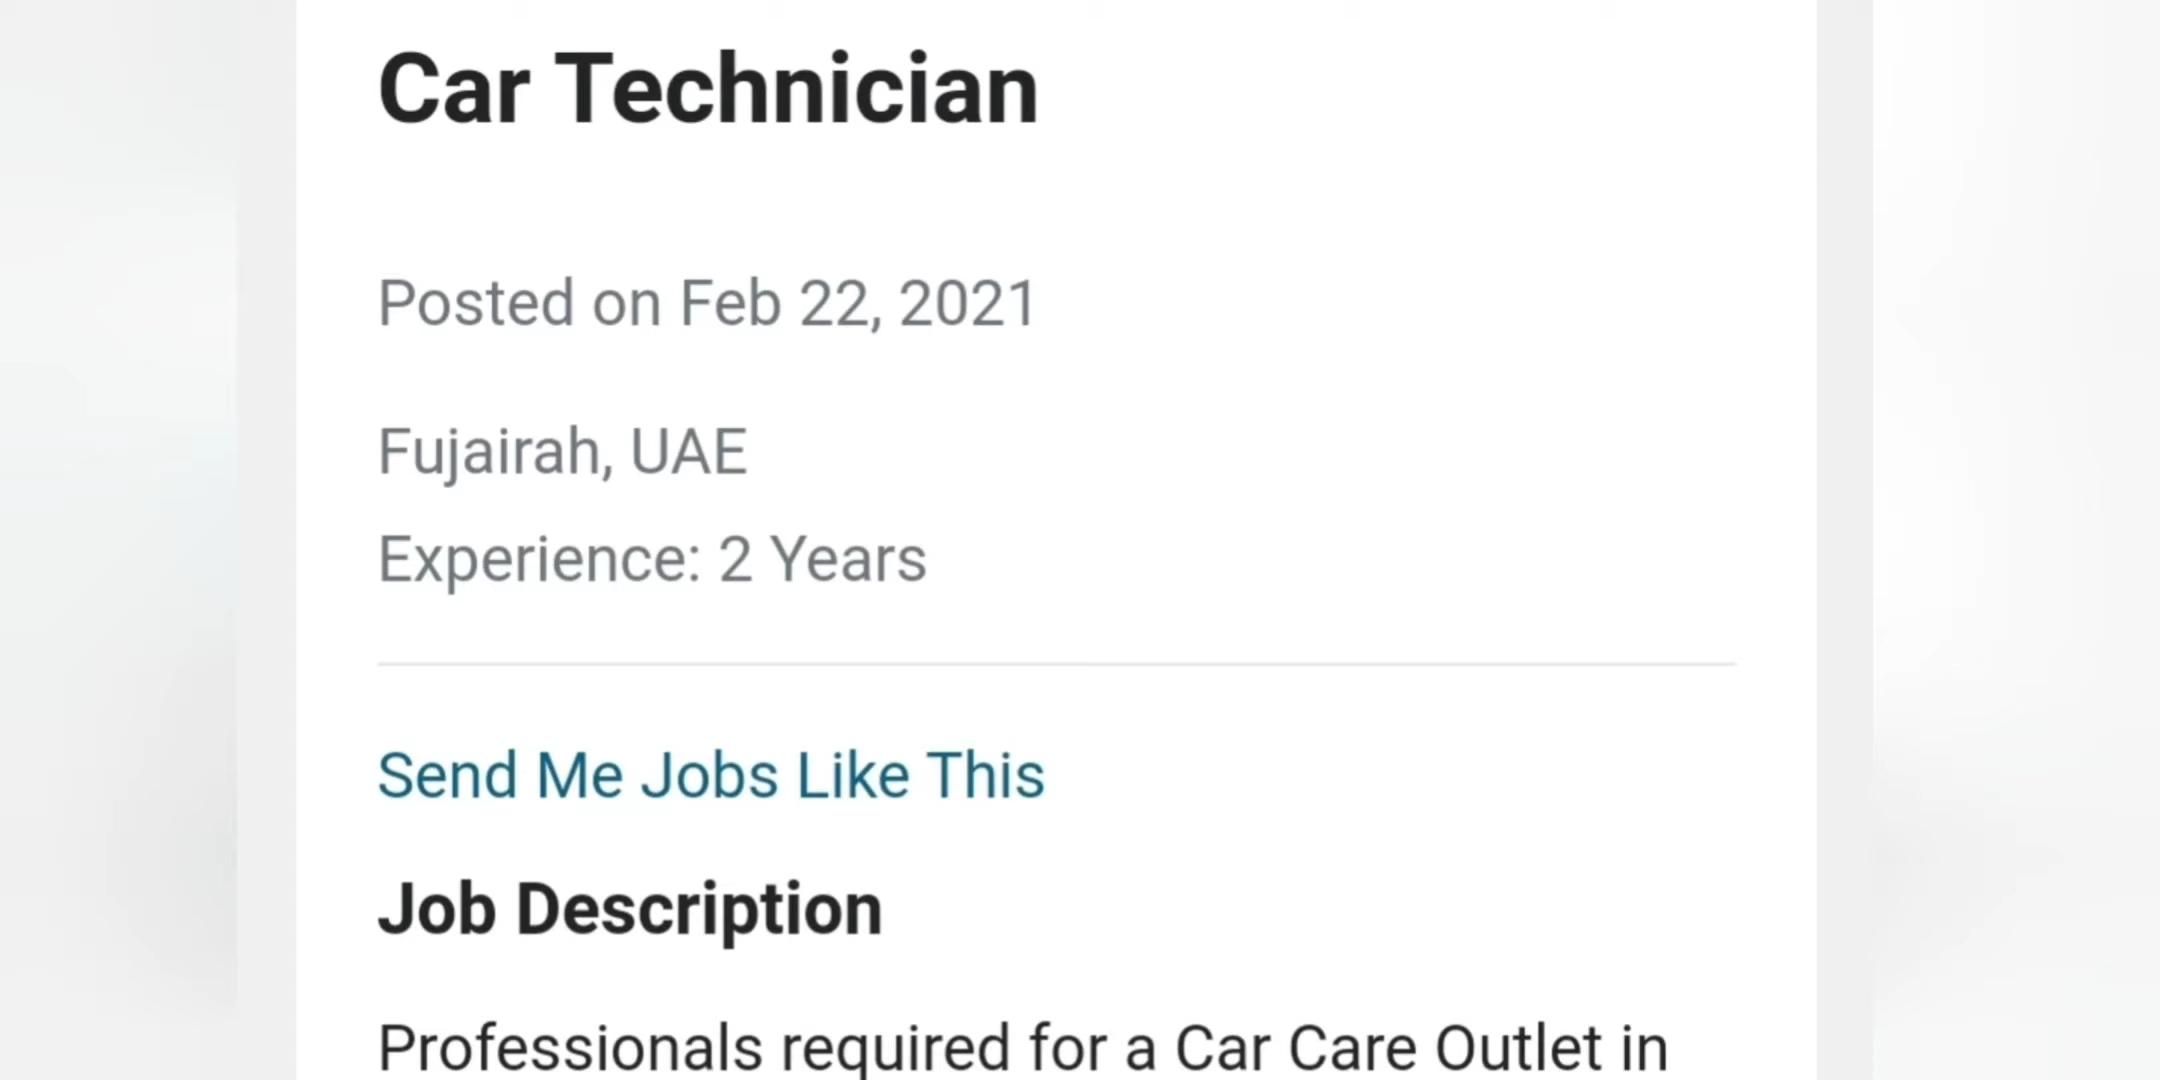 Car Technician
Posted on Feb 22, 2021
Fujairah, UAE
Experience: 2 Years
Send Me Jobs Like This
Job Description
Professionals required for a Car Care Outlet in